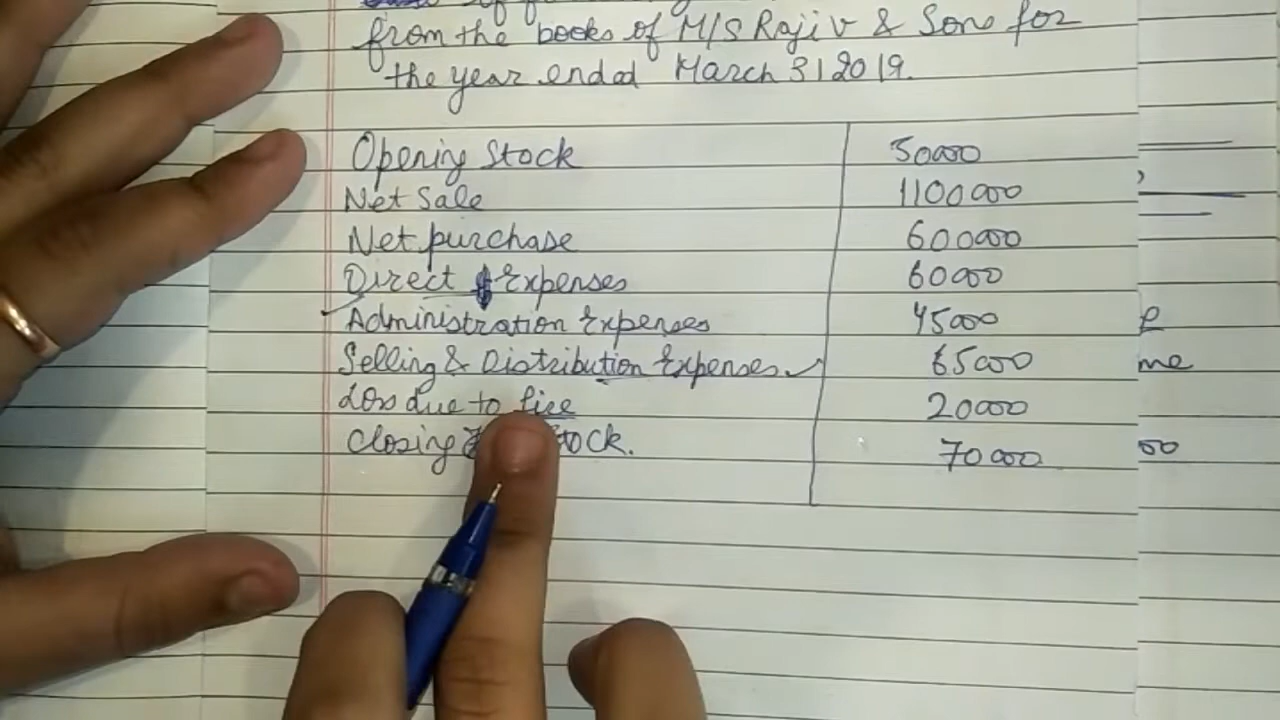 from the books of M/S Rajiv & Sons for
the year ended March 31 2019.
Opening Stock 50000
Net Sale 1100000
Net purchase 600000
Direct Expenses 60000
Administration Expenses 45000
Selling & Distribution Expenses 65000
Loss due to fire 20000
Closing Stock. 70000